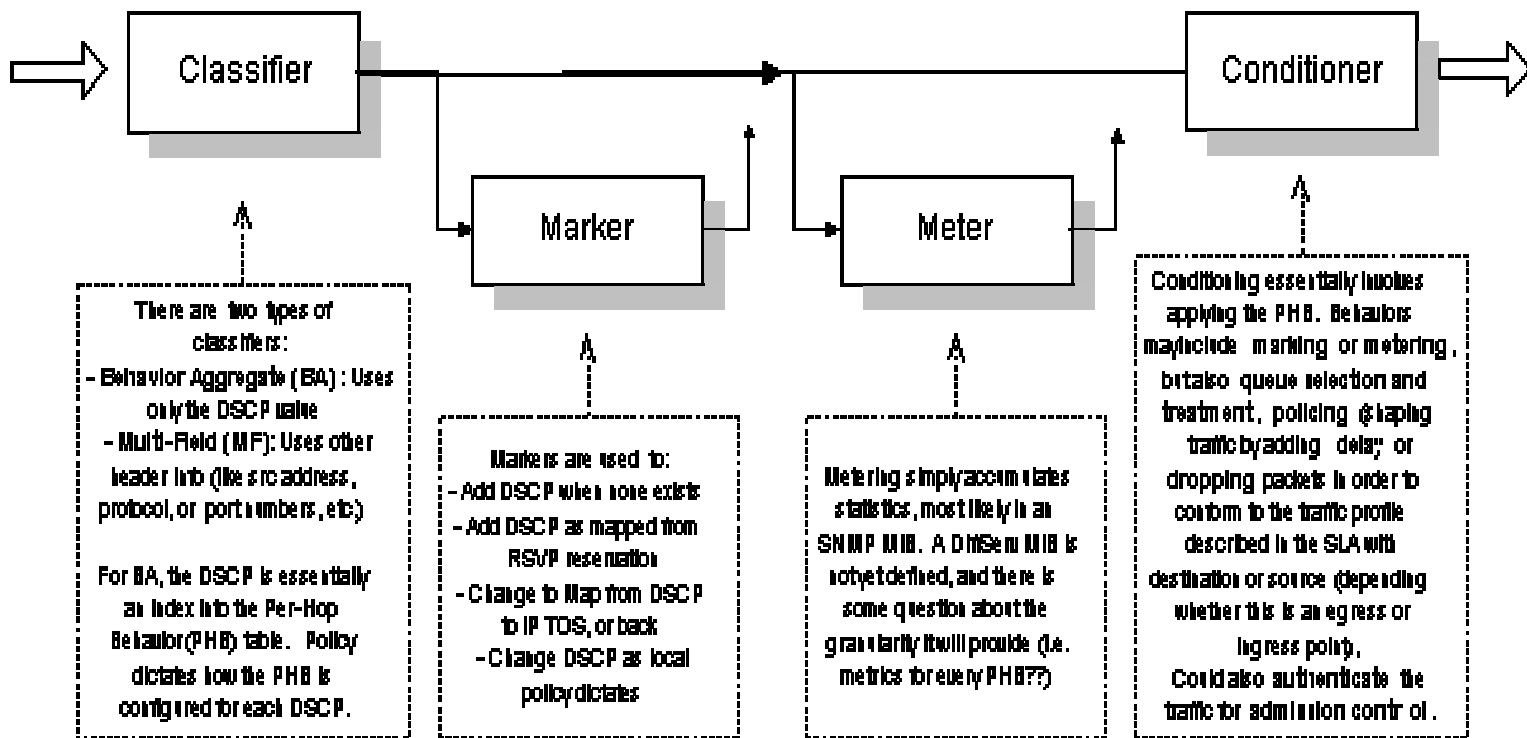 Classifier
Conditioner
Marker
Meter
There are two types of
classifiers:
- Behavior Aggregate (BA): Uses
only the DSCP value
- Multi-Field (MF): Uses other
header info (like src address,
protocol, or port numbers, etc.)
For BA, the DSCP is essentially
an index into the Per-Hop
Behavior (PHB) table. Policy
dictates how the PHB is
configured for each DSCP.
Markers are used to:
- Add DSCP when none exists
- Add DSCP as mapped from
RSVP reservation
- Change to Map from DSCP
to IP TOS, or back
- Change DSCP as local
policy dictates
Metering simply accumulates
statistics, most likely in an
SNMP MIB. A DiffServ MIB is
not yet defined, and there is
some question about the
granularity it will provide (i.e.
metrics for every PHB??)
Conditioning essentially involves
applying the PHB. Behaviors
may include marking or metering,
but also queue selection and
treatment, policing (shaping
traffic by adding delay, or
dropping packets in order to
conform to the traffic profile
described in the SLA with
destination or source (depending
whether this is an egress or
ingress point).
Could also authenticate the
traffic for admission control.